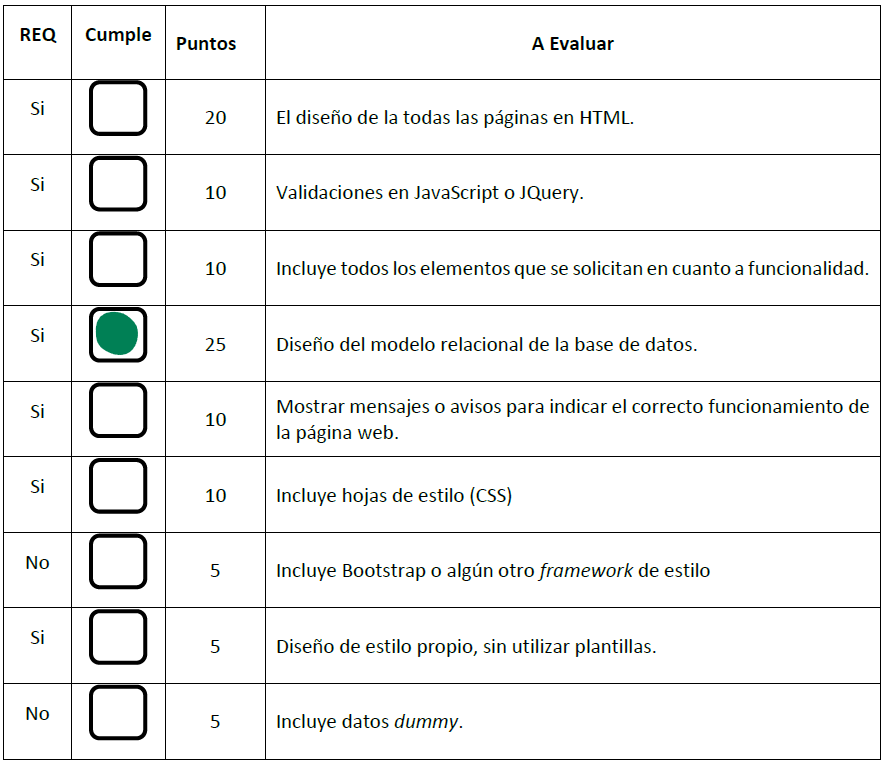 REQ Cumple Puntos A Evaluar
Si 20 El diseño de la todas las páginas en HTML.
Si 10 Validaciones en JavaScript o JQuery.
Si 10 Incluye todos los elementos que se solicitan en cuanto a funcionalidad.
Si 25 Diseño del modelo relacional de la base de datos.
Si 10 Mostrar mensajes o avisos para indicar el correcto funcionamiento de
la página web.
Si 10 Incluye hojas de estilo (CSS)
No 5 Incluye Bootstrap o algún otro framework de estilo
Si 5 Diseño de estilo propio, sin utilizar plantillas.
No 5 Incluye datos dummy.